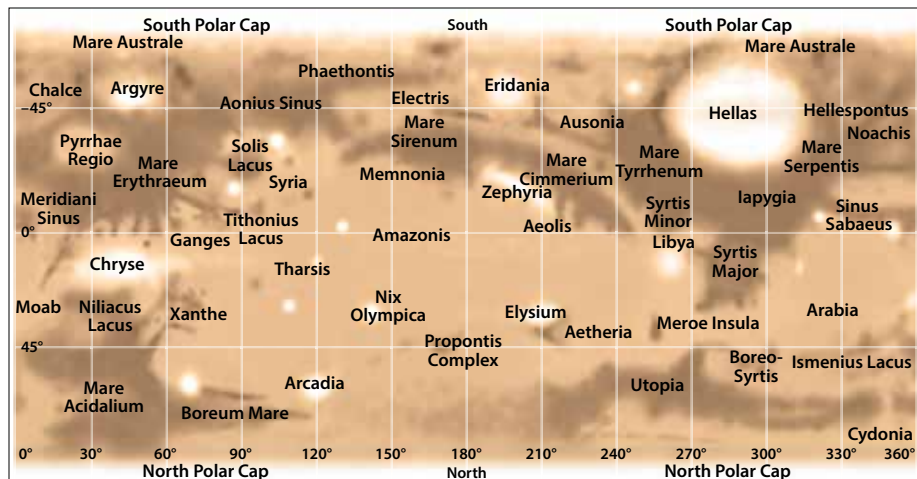 South Polar Cap
South
South Polar Cap
Mare Australe
Mare Australe
Phaethontis
Chalce
Argyre
Eridania
Aonius Sinus
Electris
−45°
Hellas
Hellespontus
Mare
Sirenum
Ausonia
Noachis
Pyrrhae
Regio
Solis
Lacus
Mare
Erythraeum
Mare
Cimmerium
Mare
Tyrrhenum
Mare
Serpentis
Syria
Memnonia
Zephyria
Iapygia
Meridiani
Sinus
Syrtis
Minor
Sinus
Sabaeus
Tithonius
Lacus
0°
Ganges
Amazonis
Aeolis
Libya
Chryse
Tharsis
Syrtis
Major
Moab
Niliacus
Lacus
Xanthe
Nix
Olympica
Elysium
Aetheria
Meroe Insula
Arabia
45°
Propontis
Complex
Boreo-
Syrtis
Ismenius Lacus
Mare
Acidalium
Arcadia
Utopia
Boreum Mare
Cydonia
0°
30°
60°
90°
120°
150°
180°
210°
240°
270°
300°
330°
360°
North Polar Cap
North
North Polar Cap